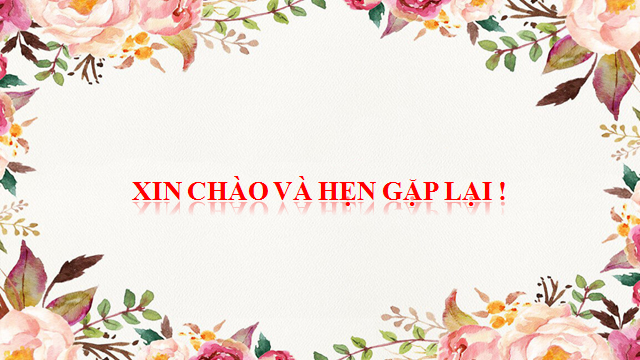 XIN CHÀO VÀ HẸN GẶP LẠI !